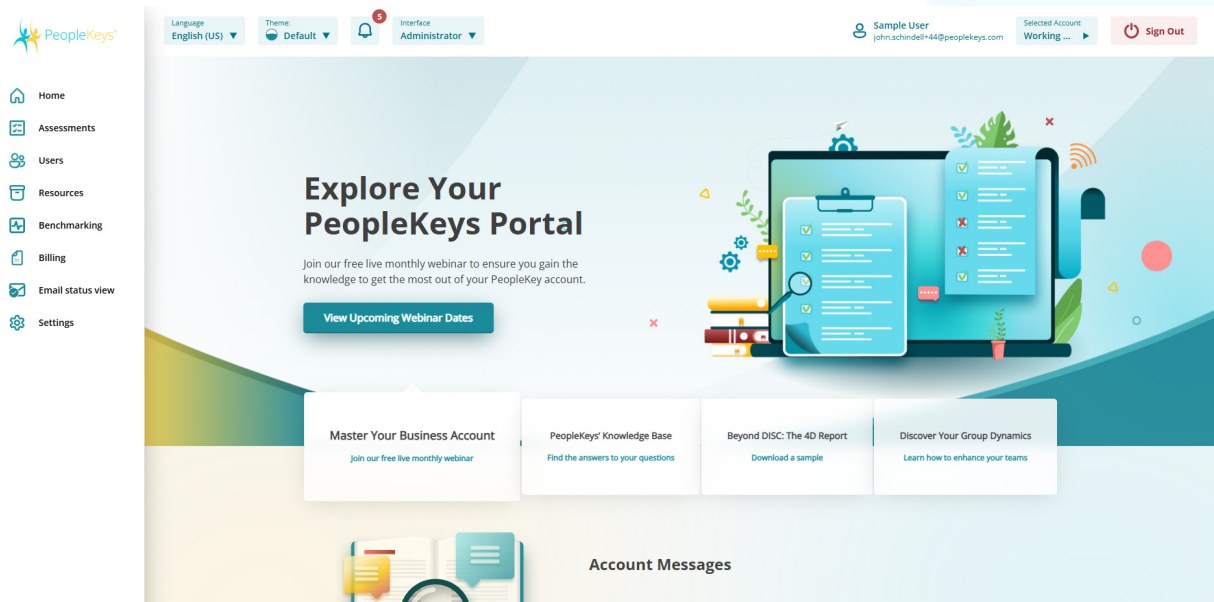 PeopleKeys®
Language
English (US) ▼
Theme:
Default ▼
5
Interface
Administrator ▼
Sample User
john.schindell+44@peoplekeys.com
Selected Account
Working ... ▶
Sign Out
Home
Assessments
Users
Resources
Benchmarking
Billing
Email status view
Settings
Explore Your
PeopleKeys Portal
Join our free live monthly webinar to ensure you gain the
knowledge to get the most out of your PeopleKey account.
View Upcoming Webinar Dates
Master Your Business Account
Join our free live monthly webinar
PeopleKeys' Knowledge Base
Find the answers to your questions
Beyond DISC: The 4D Report
Download a sample
Discover Your Group Dynamics
Learn how to enhance your teams
Account Messages